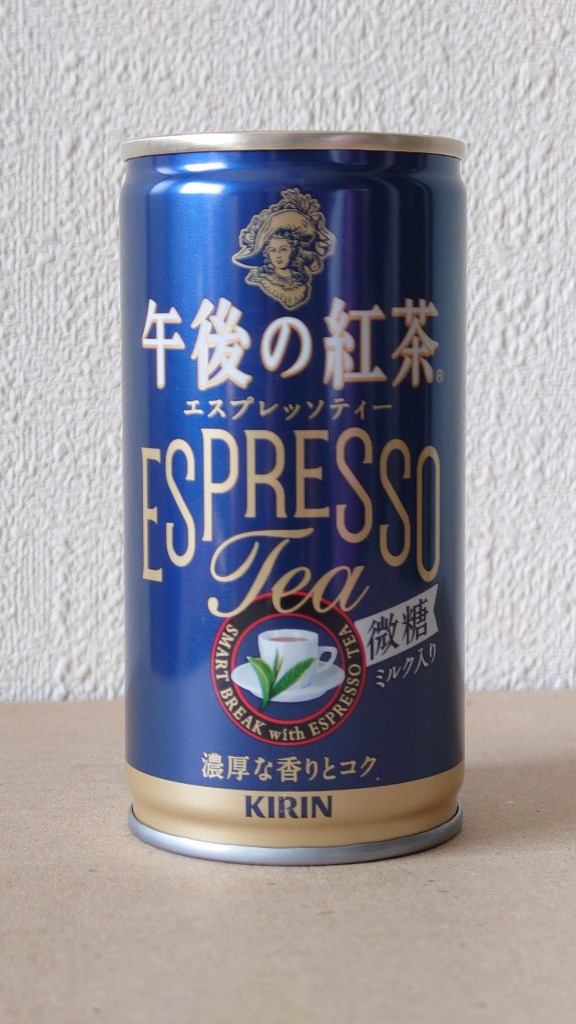 午後の紅茶®
エスプレッソティー
ESPRESSO
Tea
微糖
ミルク入り
SMART BREAK with ESPRESSO TEA
濃厚な香りとコク
KIRIN